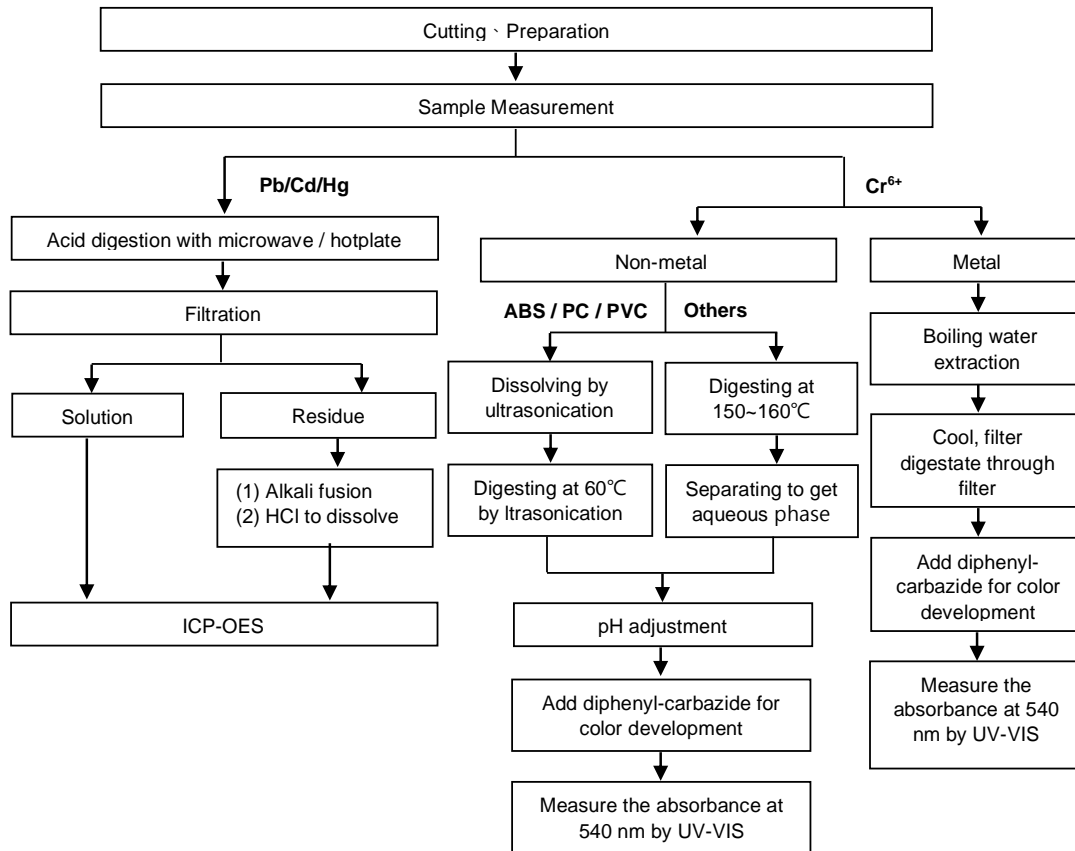 Cutting、Preparation
Sample Measurement
Pb/Cd/Hg
Cr⁶⁺
Acid digestion with microwave / hotplate
Non-metal
Metal
Filtration
ABS / PC / PVC
Others
Boiling water
extraction
Solution
Residue
Dissolving by
ultrasonication
Digesting at
150~160℃
Cool, filter
digestate through
filter
(1) Alkali fusion
(2) HCl to dissolve
Digesting at 60℃
by ltrasonication
Separating to get
aqueous phase
Add diphenyl-
carbazide for color
development
ICP-OES
pH adjustment
Measure the
absorbance at 540
nm by UV-VIS
Add diphenyl-carbazide for
color development
Measure the absorbance at
540 nm by UV-VIS